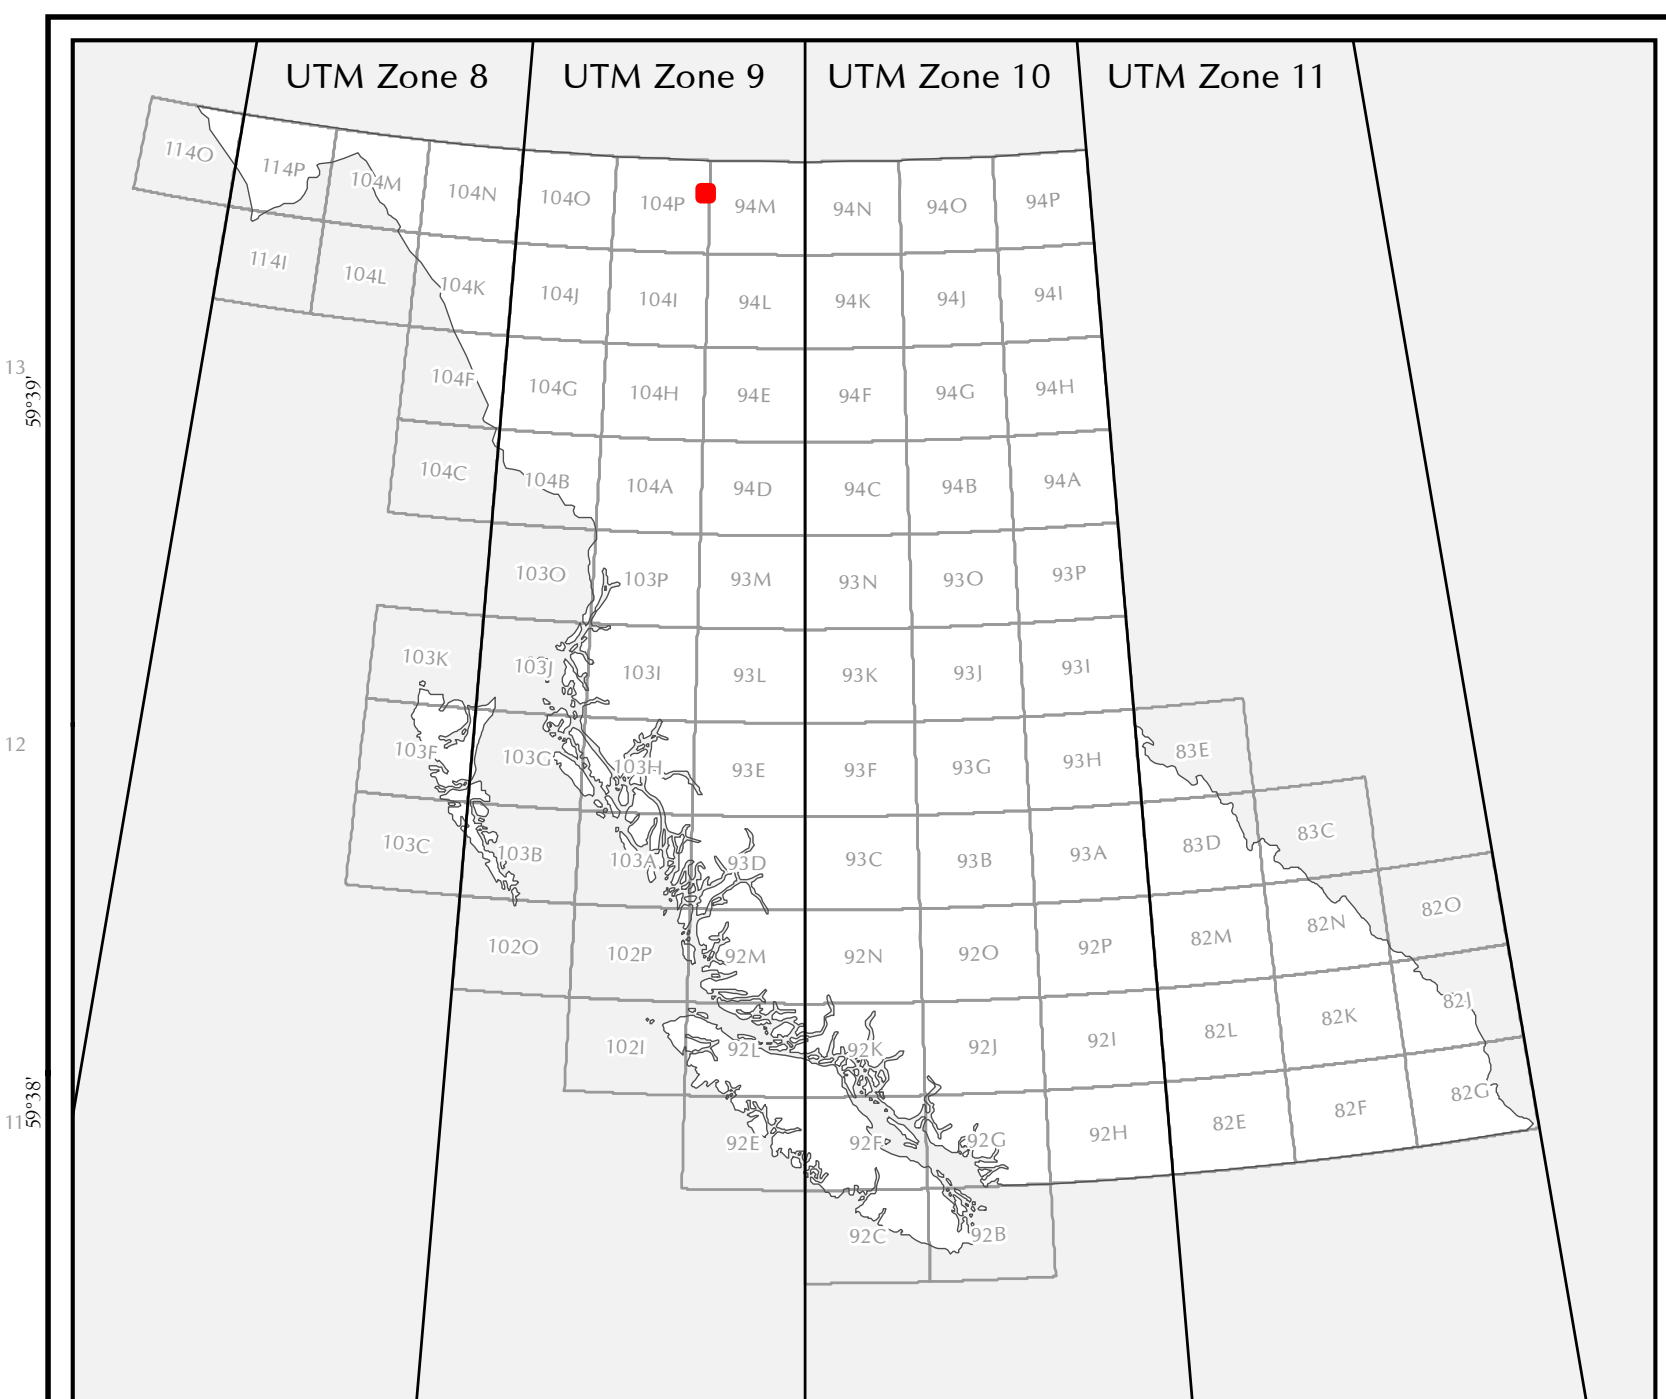 UTM Zone 8 UTM Zone 9 UTM Zone 10 UTM Zone 11
114O 114P 104M 104N 104O 104P 94M 94N 94O 94P
114I 104L 104K 104J 104I 94L 94K 94J 94I
13
59°39'
104F 104G 104H 94E 94F 94G 94H
104C 104B 104A 94D 94C 94B 94A
103O 103P 93M 93N 93O 93P
103K 103J 103I 93L 93K 93J 93I
12
103F 103G 103H 93E 93F 93G 93H 83E
103C 103B 103A 93D 93C 93B 93A 83D 83C
102O 102P 92M 92N 92O 92P 82M 82N 82O
102I 92L 92K 92J 92I 82L 82K 82J
11
59°38'
92E 92F 92G 92H 82E 82F 82G
92C 92B